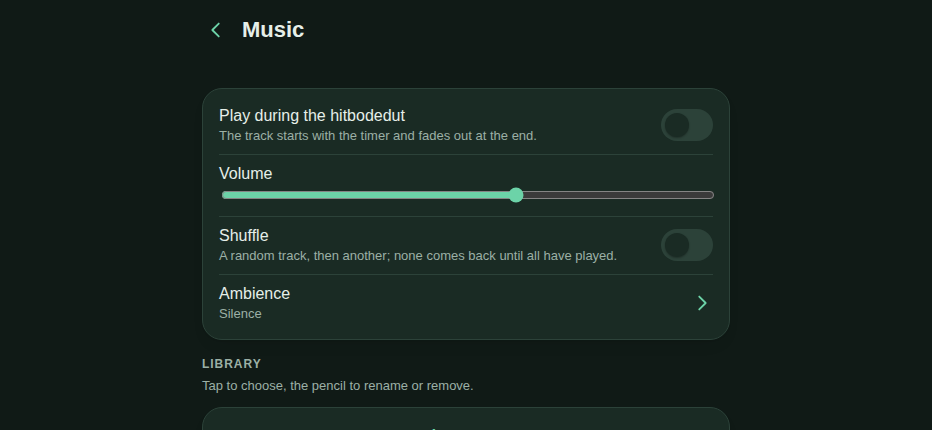 Music
Play during the hitbodedut
The track starts with the timer and fades out at the end.
Volume
Shuffle
A random track, then another; none comes back until all have played.
Ambience
Silence
LIBRARY
Tap to choose, the pencil to rename or remove.